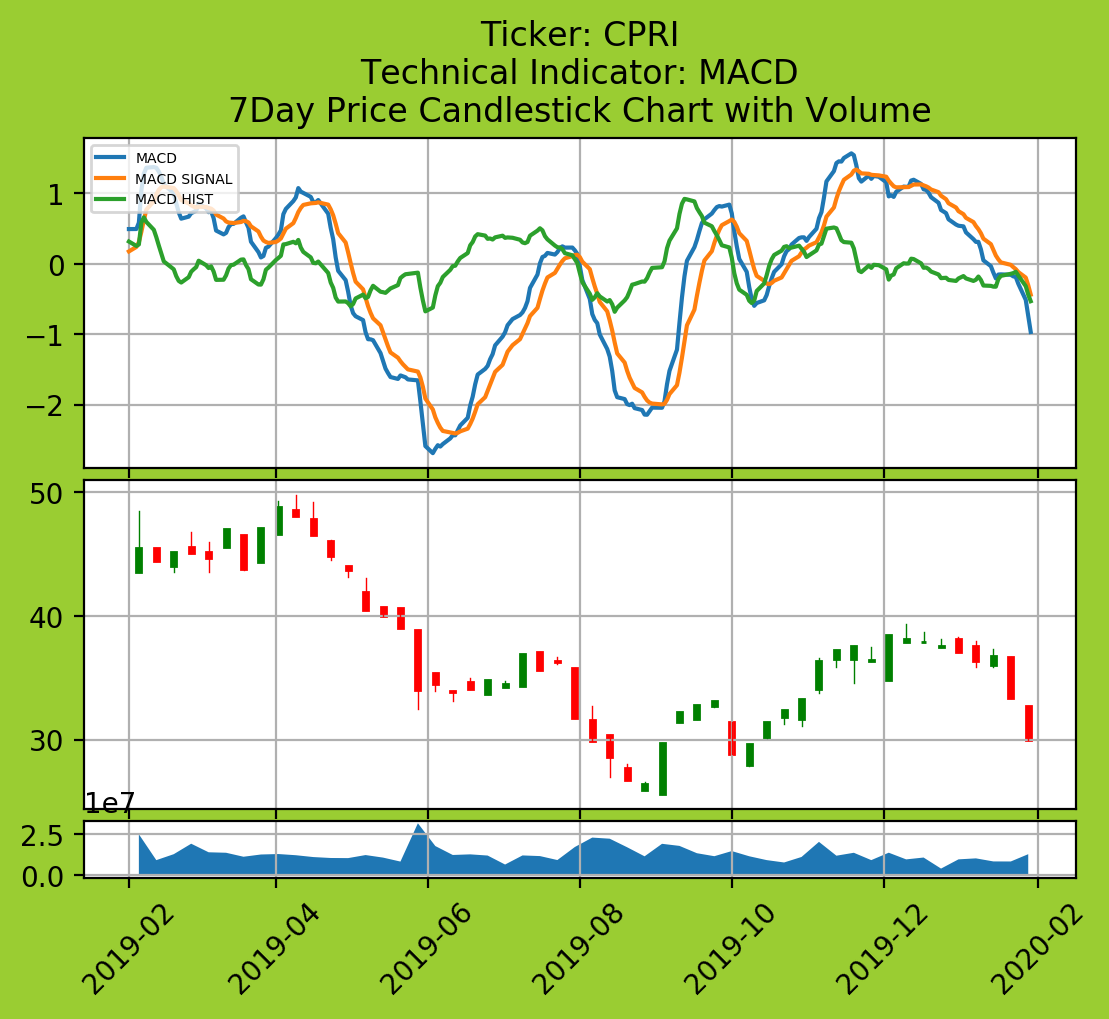 Ticker: CPRI
Technical Indicator: MACD
7Day Price Candlestick Chart with Volume
MACD
MACD SIGNAL
MACD HIST
1
0
−1
−2
50
40
30
1e7
2.5
0.0
2019-02
2019-04
2019-06
2019-08
2019-10
2019-12
2020-02